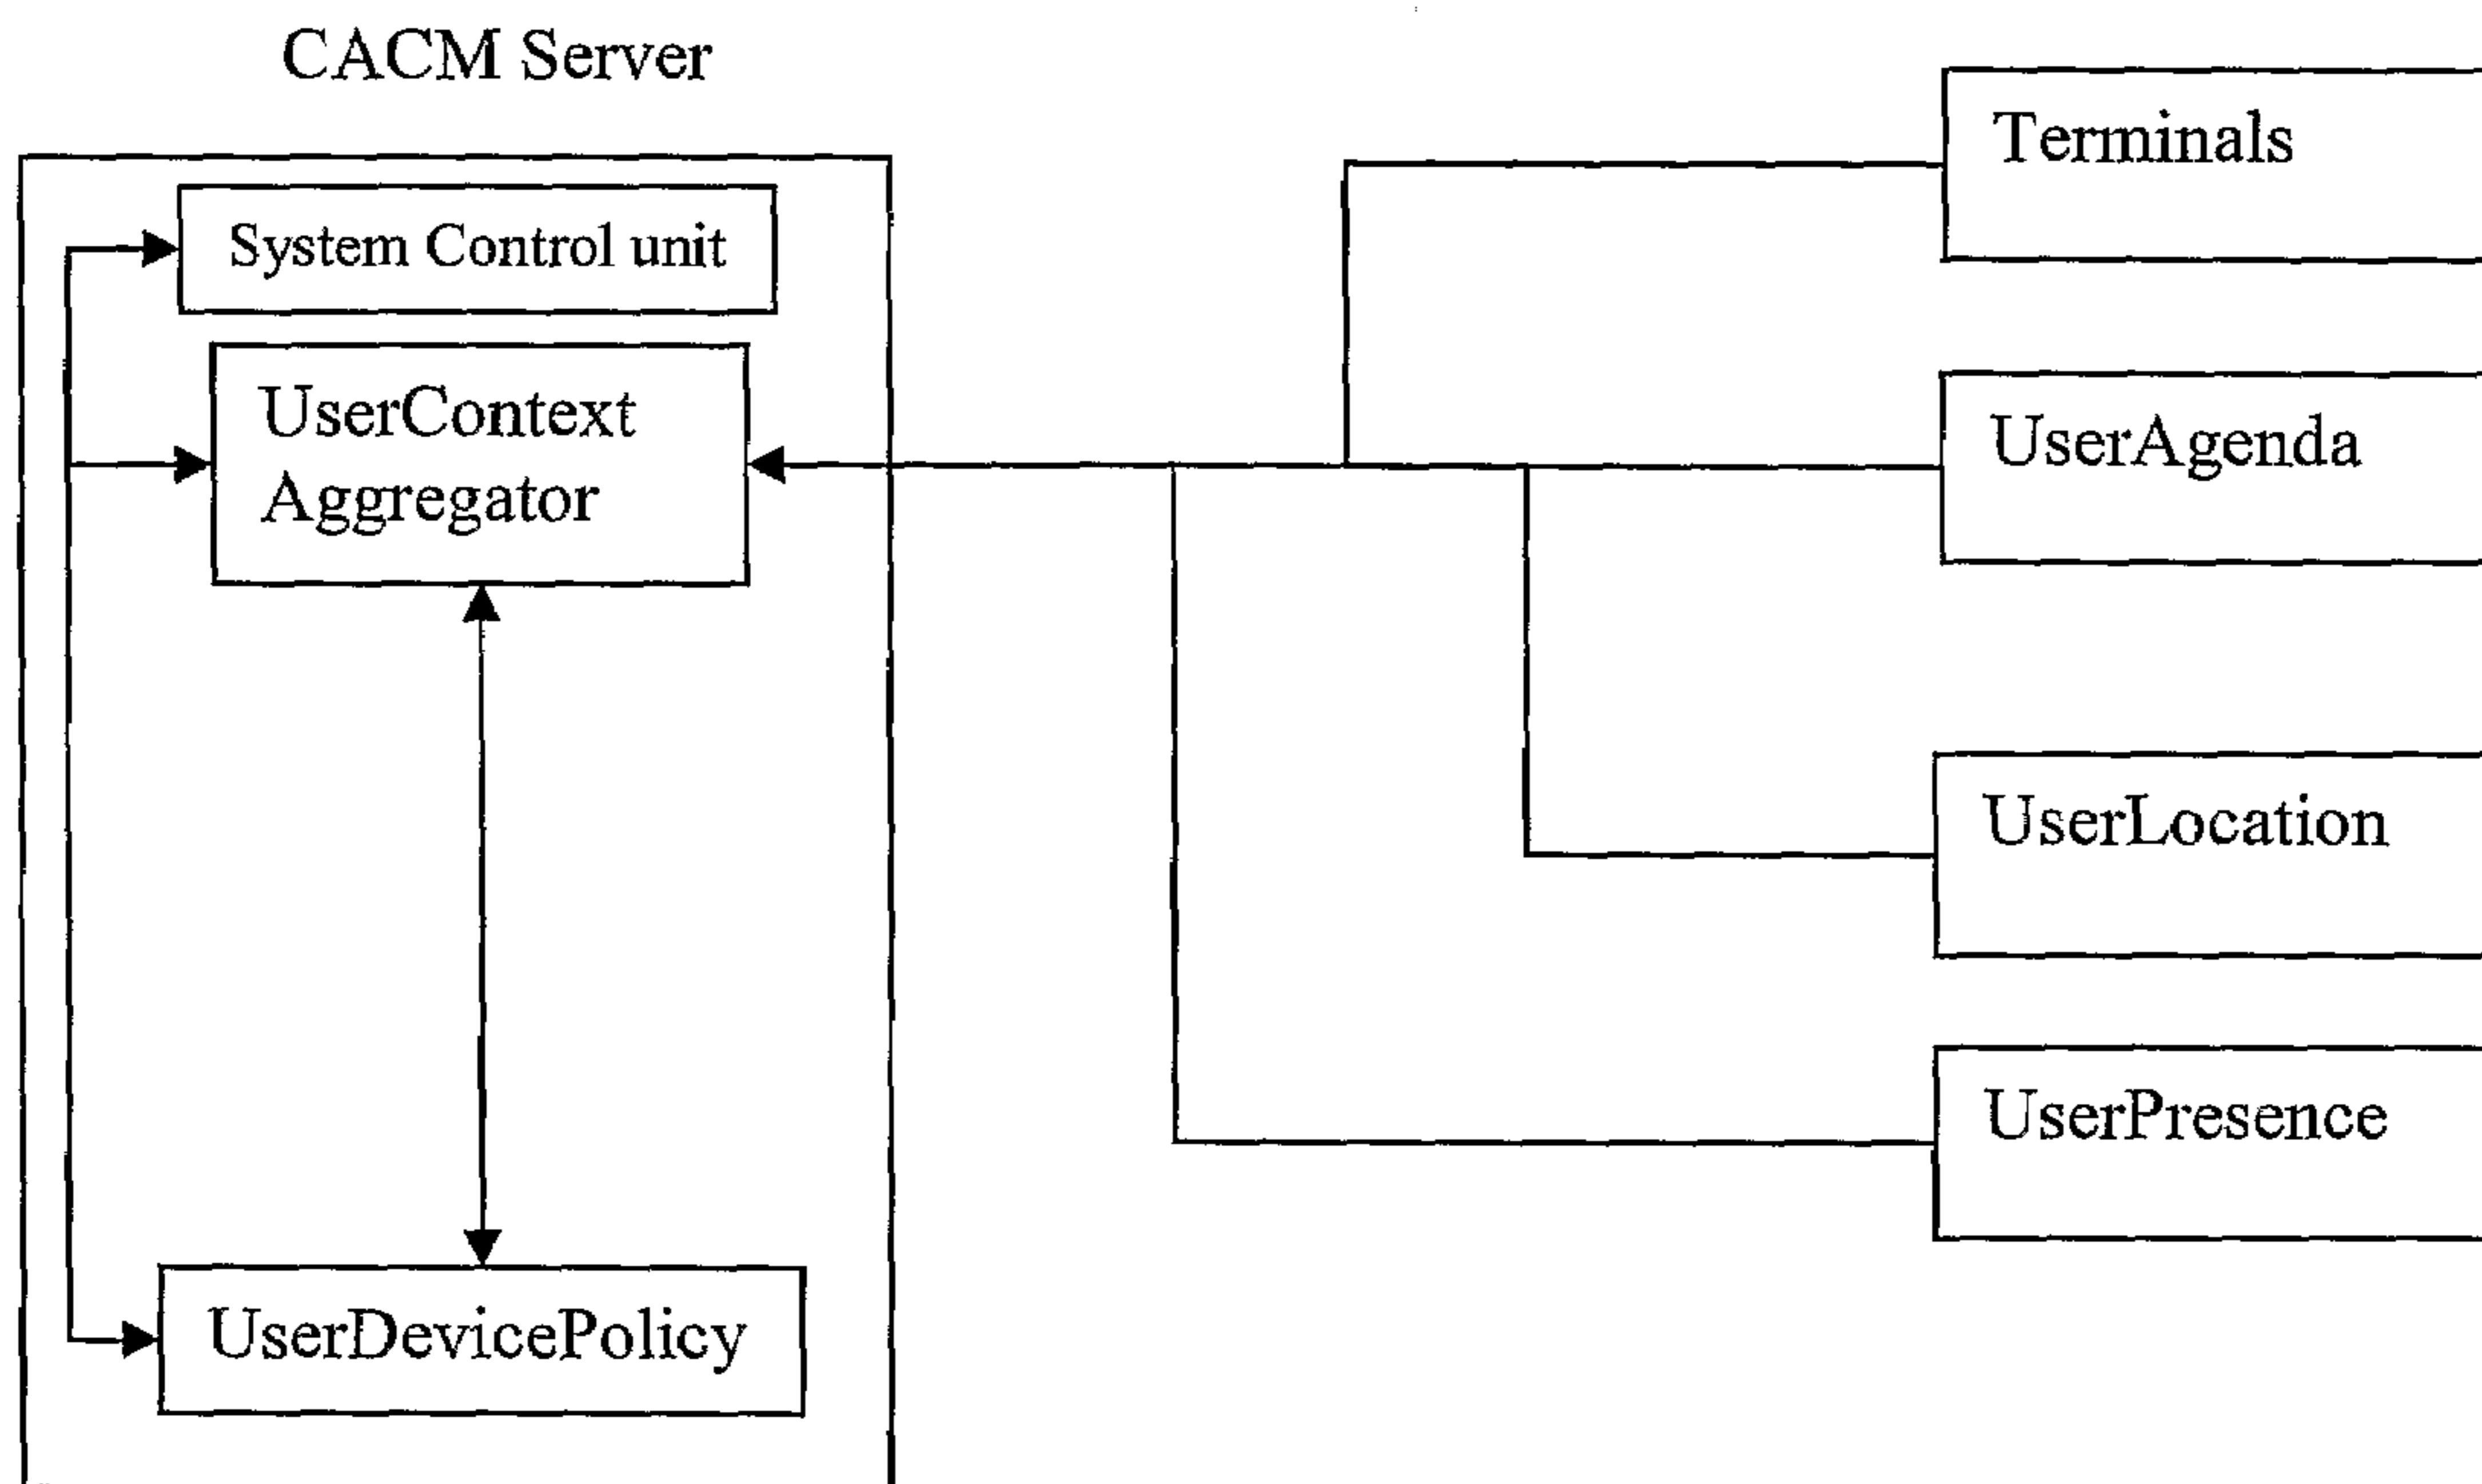 CACM Server
System Control unit
UserContext
Aggregator
UserDevicePolicy
Terminals
UserAgenda
UserLocation
UserPresence